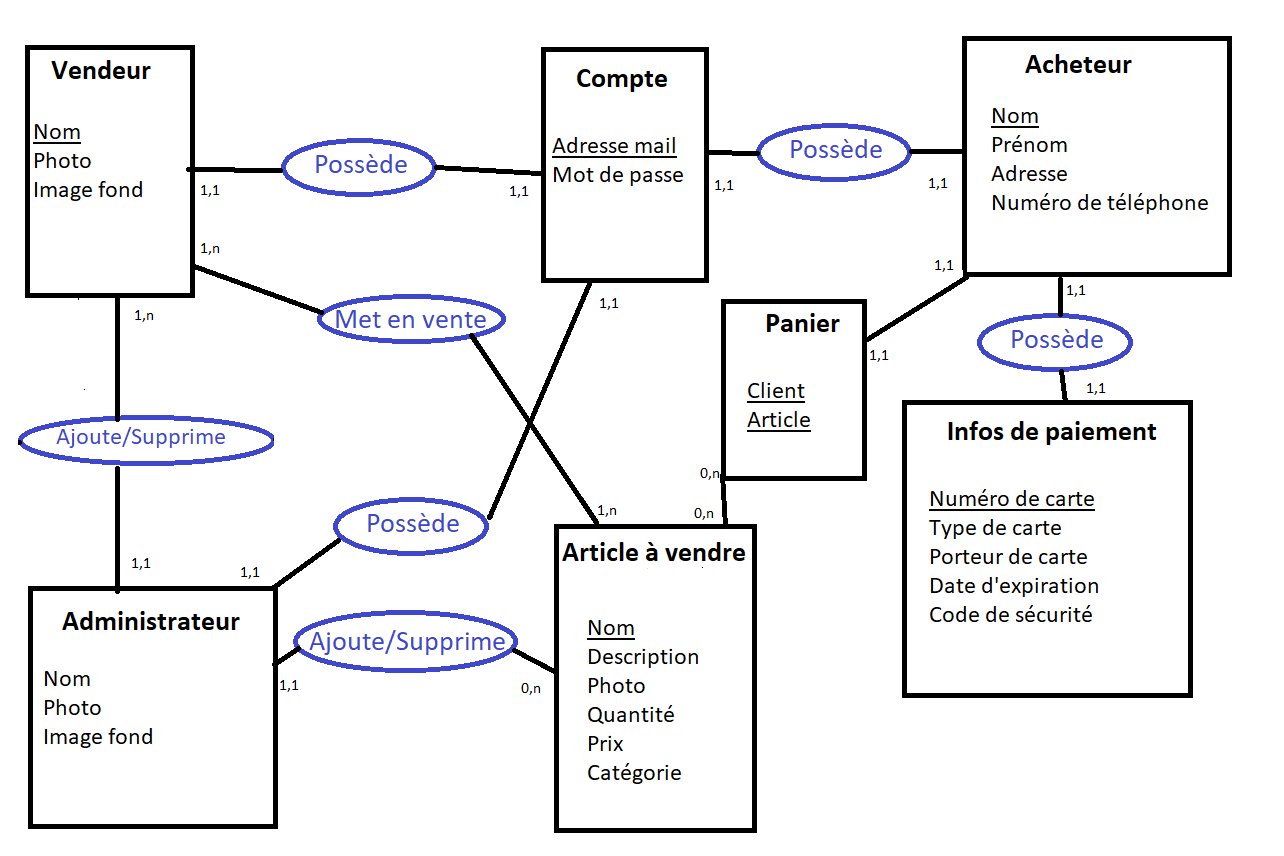 Vendeur
Nom
Photo
Image fond
Possède
1,1
1,1
Compte
Adresse mail
Mot de passe
Possède
1,1
1,1
Acheteur
Nom
Prénom
Adresse
Numéro de téléphone
1,n
Met en vente
1,n
1,n
Ajoute/Supprime
1,1
1,1
Possède
1,1
1,1
1,1
Panier
Client
Article
0,n
0,n
1,1
Possède
1,1
Infos de paiement
Numéro de carte
Type de carte
Porteur de carte
Date d'expiration
Code de sécurité
Administrateur
Nom
Photo
Image fond
Ajoute/Supprime
1,1
0,n
Article à vendre
Nom
Description
Photo
Quantité
Prix
Catégorie